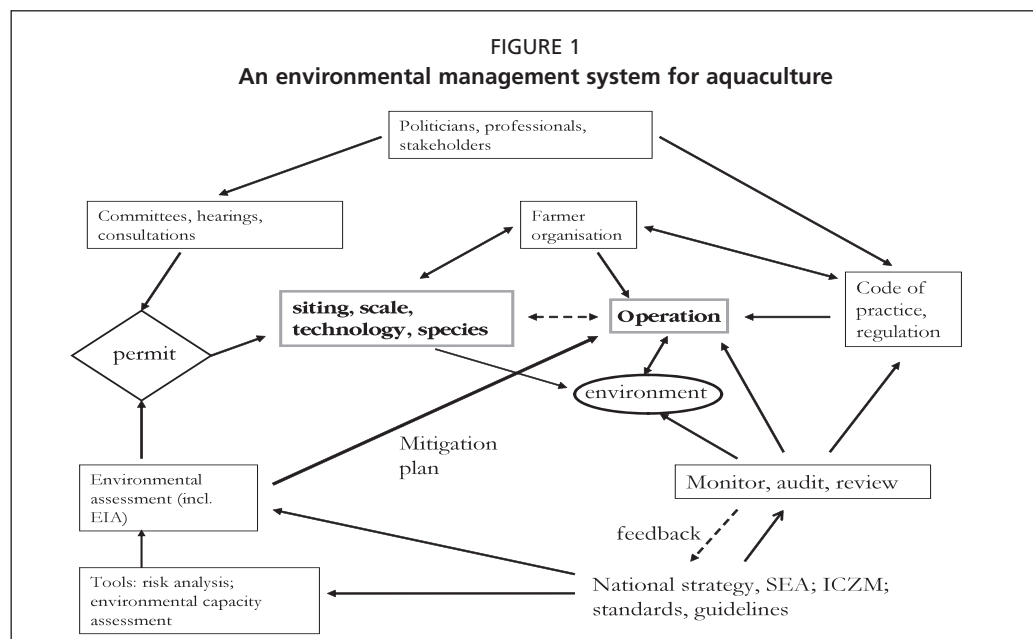 FIGURE 1
An environmental management system for aquaculture
Politicians, professionals,
stakeholders
Committees, hearings,
consultations
Farmer
organisation
Code of
practice,
regulation
siting, scale,
technology, species
Operation
permit
environment
Mitigation
plan
Environmental
assessment (incl.
EIA)
Monitor, audit, review
feedback
Tools: risk analysis;
environmental capacity
assessment
National strategy, SEA; ICZM;
standards, guidelines